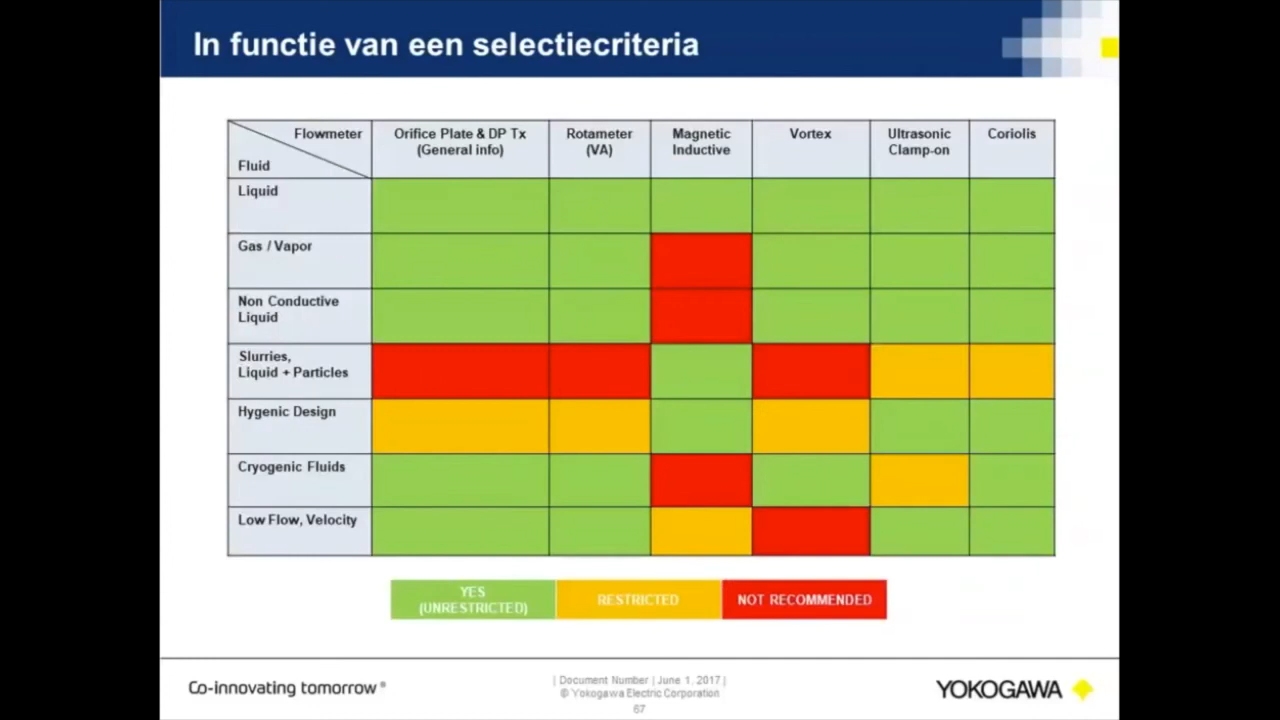 In functie van een selectiecriteria
Flowmeter
Fluid
Orifice Plate & DP Tx
(General info)
Rotameter
(VA)
Magnetic
Inductive
Vortex
Ultrasonic
Clamp-on
Coriolis
Liquid
Gas / Vapor
Non Conductive
Liquid
Slurries,
Liquid + Particles
Hygenic Design
Cryogenic Fluids
Low Flow, Velocity
YES
(UNRESTRICTED)
RESTRICTED
NOT RECOMMENDED
Co-innovating tomorrow®
| Document Number | June 1, 2017 |
© Yokogawa Electric Corporation
67
YOKOGAWA